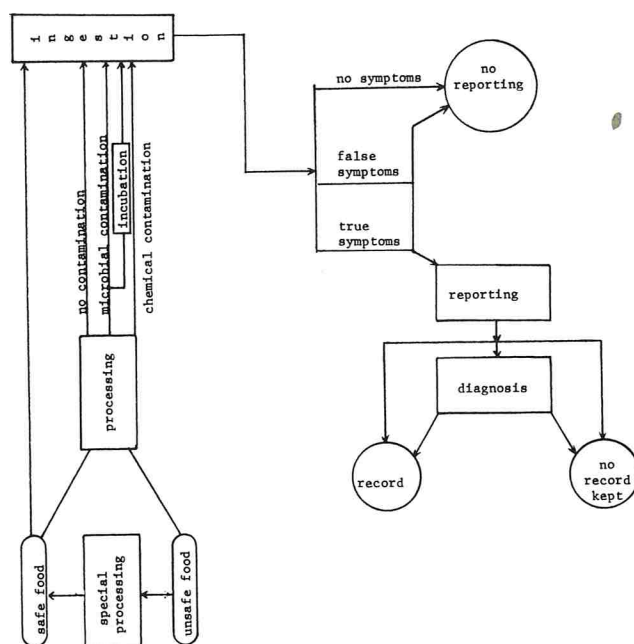 ingestion
no symptoms
no
reporting
false
symptoms
true
symptoms
reporting
diagnosis
record
no
record
kept
no contamination
microbial contamination
incubation
chemical contamination
processing
safe food
special
processing
unsafe food